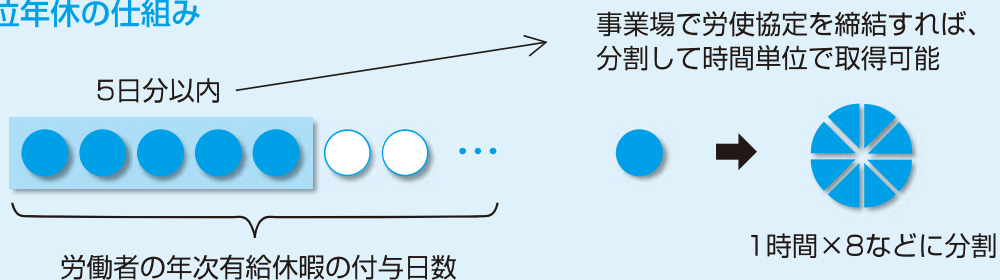 位年休の仕組み
事業場で労使協定を締結すれば、
分割して時間単位で取得可能
5日分以内
…
1時間×8などに分割
労働者の年次有給休暇の付与日数